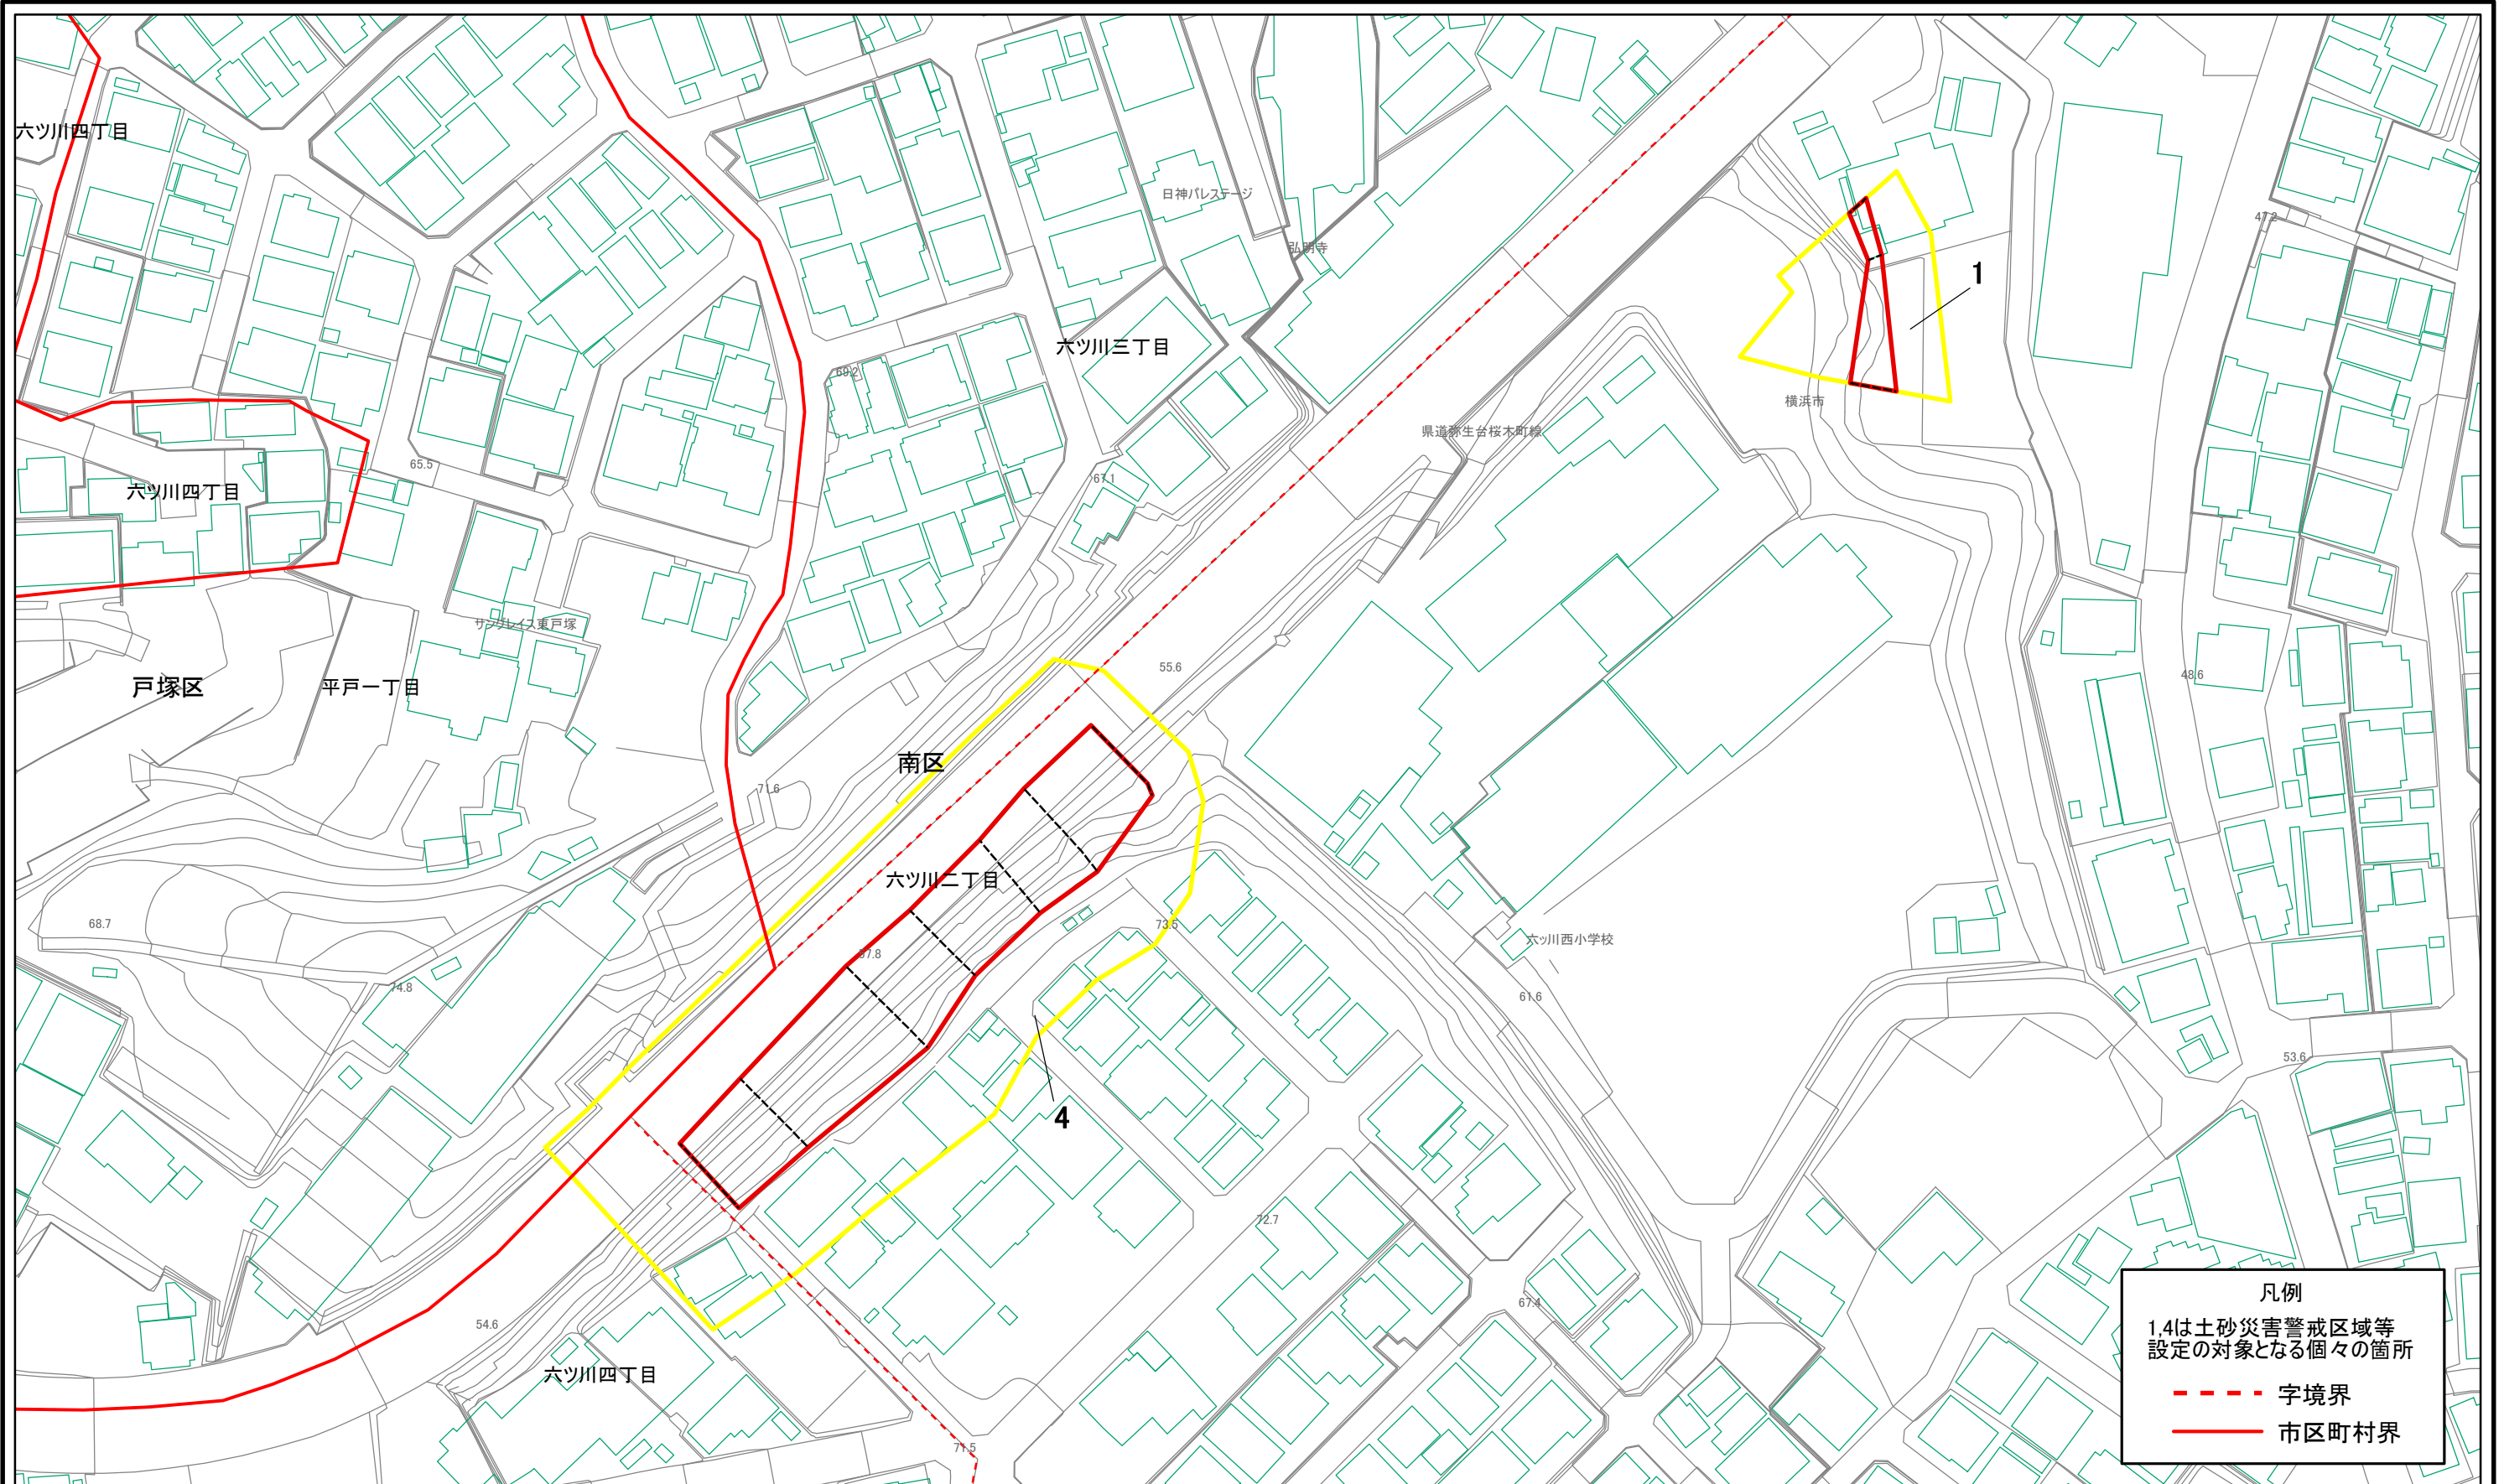 六ツ川四丁目
日神パレステージ
47.2
弘明寺
1
六ツ川三丁目
69.2
横浜市
県道弥生台桜木町線
65.5
67.1
六ツ川四丁目
サングレイス東戸塚
55.6
48.6
戸塚区
平戸一丁目
南区
71.6
六ツ川二丁目
68.7
73.5
六ッ川西小学校
57.8
74.8
61.6
53.6
4
72.7
67.4
54.6
六ツ川四丁目
71.5
凡例
1,4は土砂災害警戒区域等
設定の対象となる個々の箇所
字境界
市区町村界